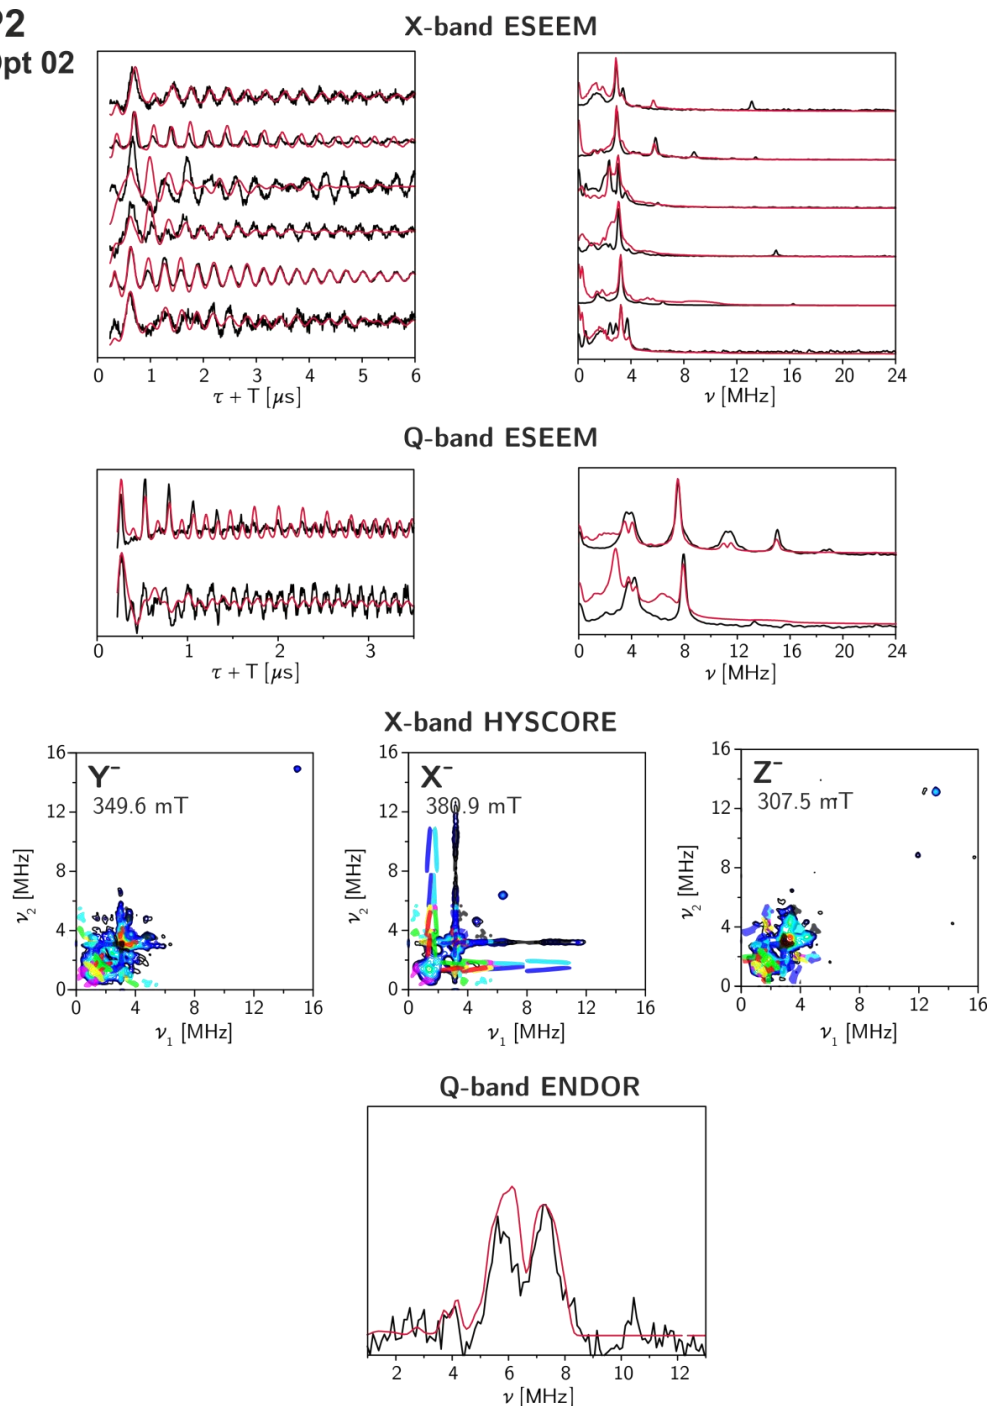 X-band ESEEM
P2
Opt 02
0 1 2 3 4 5 6
τ + T [μs]
0 4 8 12 16 20 24
ν [MHz]
Q-band ESEEM
0 1 2 3
τ + T [μs]
0 4 8 12 16 20 24
ν [MHz]
X-band HYSCORE
Y⁻
349.6 mT
16
12
8
4
0
ν₂ [MHz]
0 4 8 12 16
ν₁ [MHz]
X⁻
380.9 mT
16
12
8
4
0
ν₂ [MHz]
0 4 8 12 16
ν₁ [MHz]
Z⁻
307.5 mT
16
12
8
4
0
ν₂ [MHz]
0 4 8 12 16
ν₁ [MHz]
Q-band ENDOR
2 4 6 8 10 12
ν [MHz]